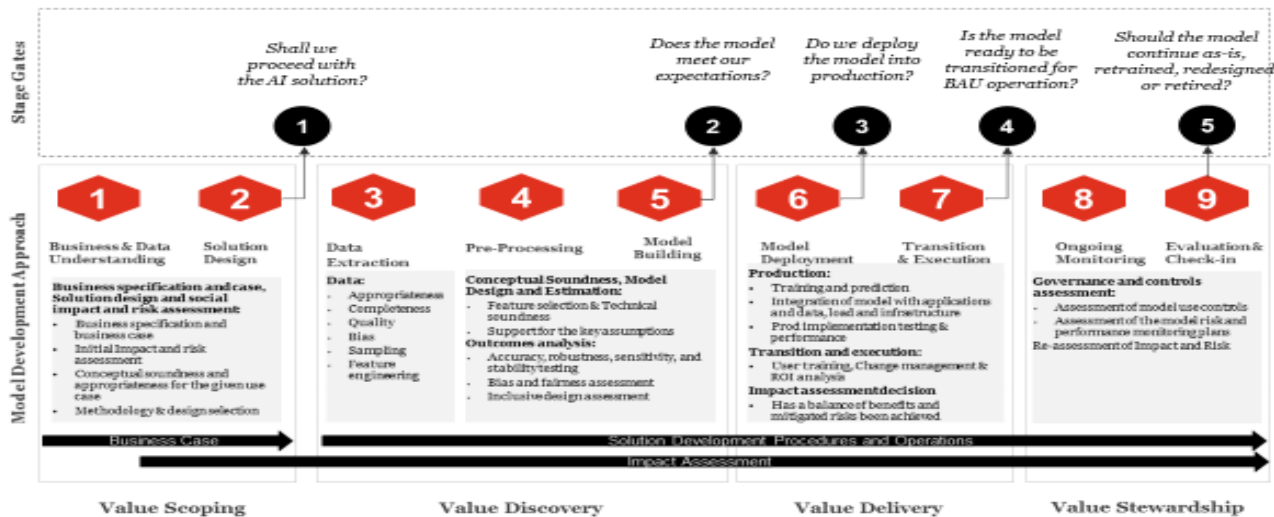 Stage Gates
Shall we
proceed with
the AI solution?
Does the model
meet our
expectations?
Do we deploy
the model into
production?
Is the model
ready to be
transitioned for
BAU operation?
Should the model
continue as-is,
retrained, redesigned
or retired?
1
2
3
4
5
Model Development Approach
1
2
3
4
5
6
7
8
9
Business & Data
Understanding
Solution
Design
Data
Extraction
Pre-Processing
Model
Building
Model
Deployment
Transition
& Execution
Ongoing
Monitoring
Evaluation &
Check-in
Business specification and case,
Solution design and social
impact and risk assessment:
• Business specification and
business case
• Initial Impact and risk
assessment
• Conceptual soundness and
appropriateness for the given use
case
• Methodology & design selection
Data:
• Appropriateness
• Completeness
• Quality
• Bias
• Sampling
• Feature
engineering
Conceptual Soundness, Model
Design and Estimation:
• Feature selection & Technical
soundness
• Support for the key assumptions
Outcomes analysis:
• Accuracy, robustness, sensitivity, and
stability testing
• Bias and fairness assessment
• Inclusive design assessment
Production:
• Training and prediction
• Integration of model with applications
and data, load and infrastructure
• Prod implementation testing &
performance
Transition and execution:
• User training, Change management &
ROI analysis
Impact assessment decision
• Has a balance of benefits and
mitigated risks been achieved
Governance and controls
assessment:
• Assessment of model use controls
• Assessment of the model risk and
performance monitoring plans
Re-assessment of Impact and Risk
Business Case
Solution Development Procedures and Operations
Impact Assessment
Value Scoping
Value Discovery
Value Delivery
Value Stewardship